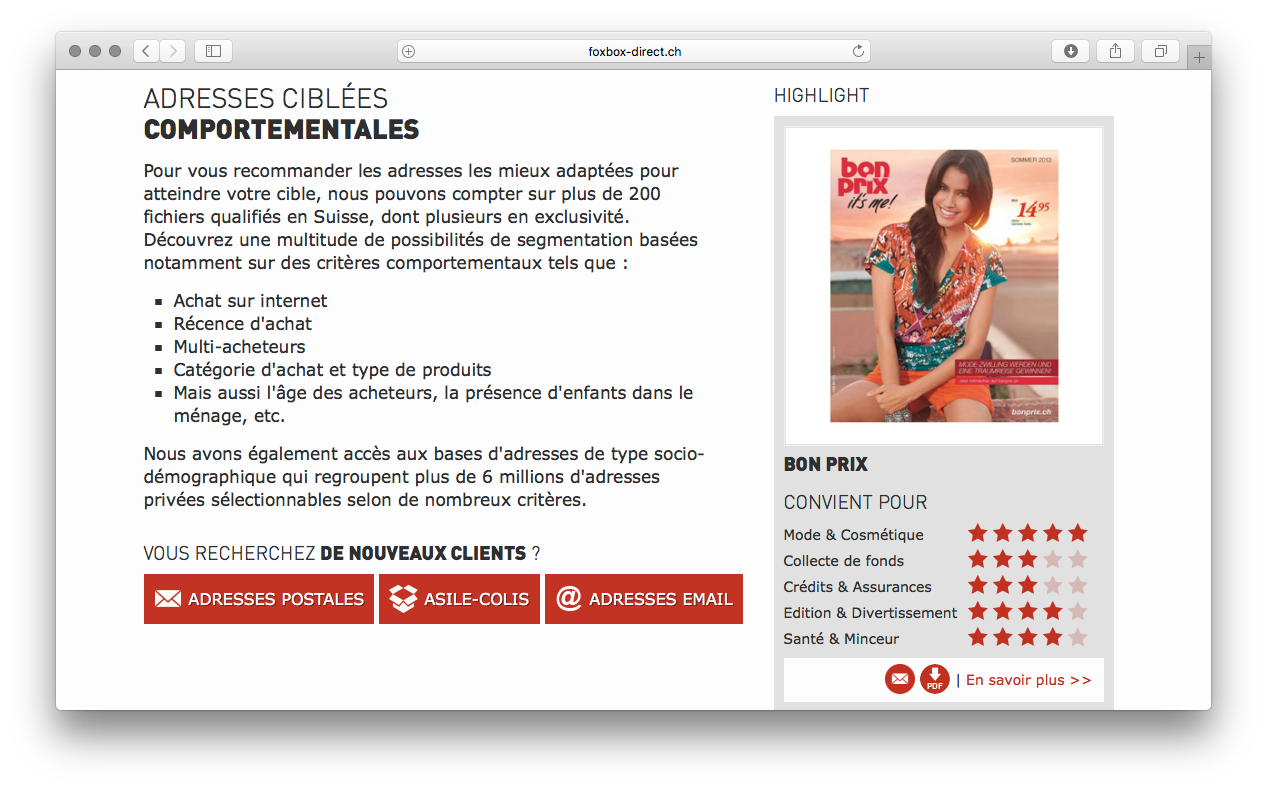 foxbox-direct.ch
ADRESSES CIBLÉES
COMPORTEMENTALES
Pour vous recommander les adresses les mieux adaptées pour
atteindre votre cible, nous pouvons compter sur plus de 200
fichiers qualifiés en Suisse, dont plusieurs en exclusivité.
Découvrez une multitude de possibilités de segmentation basées
notamment sur des critères comportementaux tels que :
Achat sur internet
Récence d'achat
Multi-acheteurs
Catégorie d'achat et type de produits
Mais aussi l'âge des acheteurs, la présence d'enfants dans le
ménage, etc.
Nous avons également accès aux bases d'adresses de type socio-
démographique qui regroupent plus de 6 millions d'adresses
privées sélectionnables selon de nombreux critères.
VOUS RECHERCHEZ DE NOUVEAUX CLIENTS ?
ADRESSES POSTALES
ASILE-COLIS
@ ADRESSES EMAIL
HIGHLIGHT
bon
prix
it's me!
SOMMER 2013
14.95
MODE-ZWILLING WERDEN UND
EINE TRAUMREISE GEWINNEN!
bonprix.ch
BON PRIX
CONVIENT POUR
Mode & Cosmétique
Collecte de fonds
Crédits & Assurances
Edition & Divertissement
Santé & Minceur
PDF
| En savoir plus >>